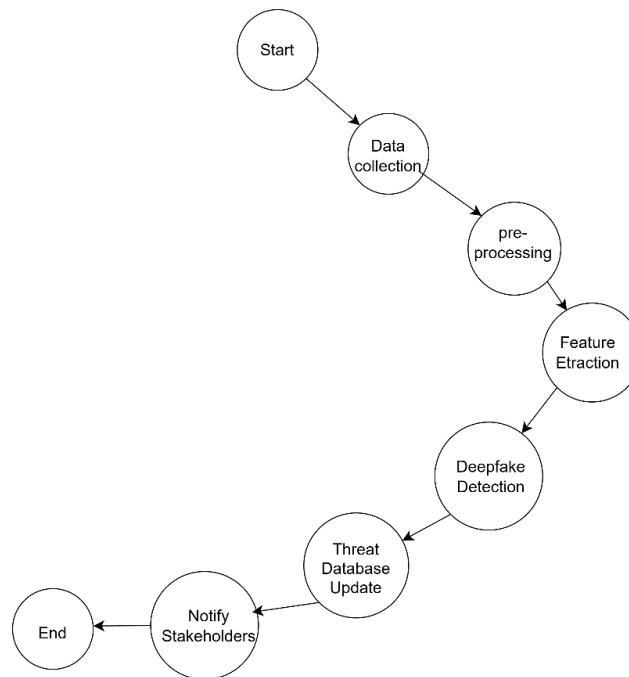 Start
Data
collection
pre-
processing
Feature
Etraction
Deepfake
Detection
Threat
Database
Update
Notify
Stakeholders
End